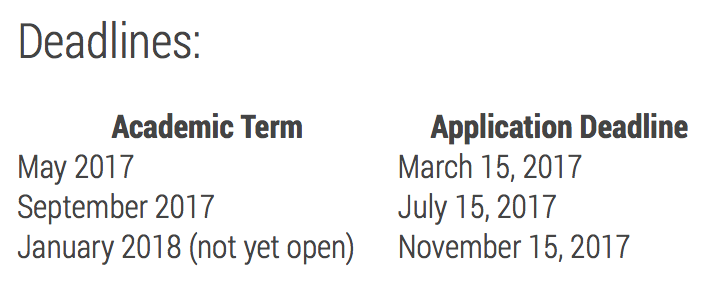 Deadlines:
Academic Term Application Deadline
May 2017 March 15, 2017
September 2017 July 15, 2017
January 2018 (not yet open) November 15, 2017